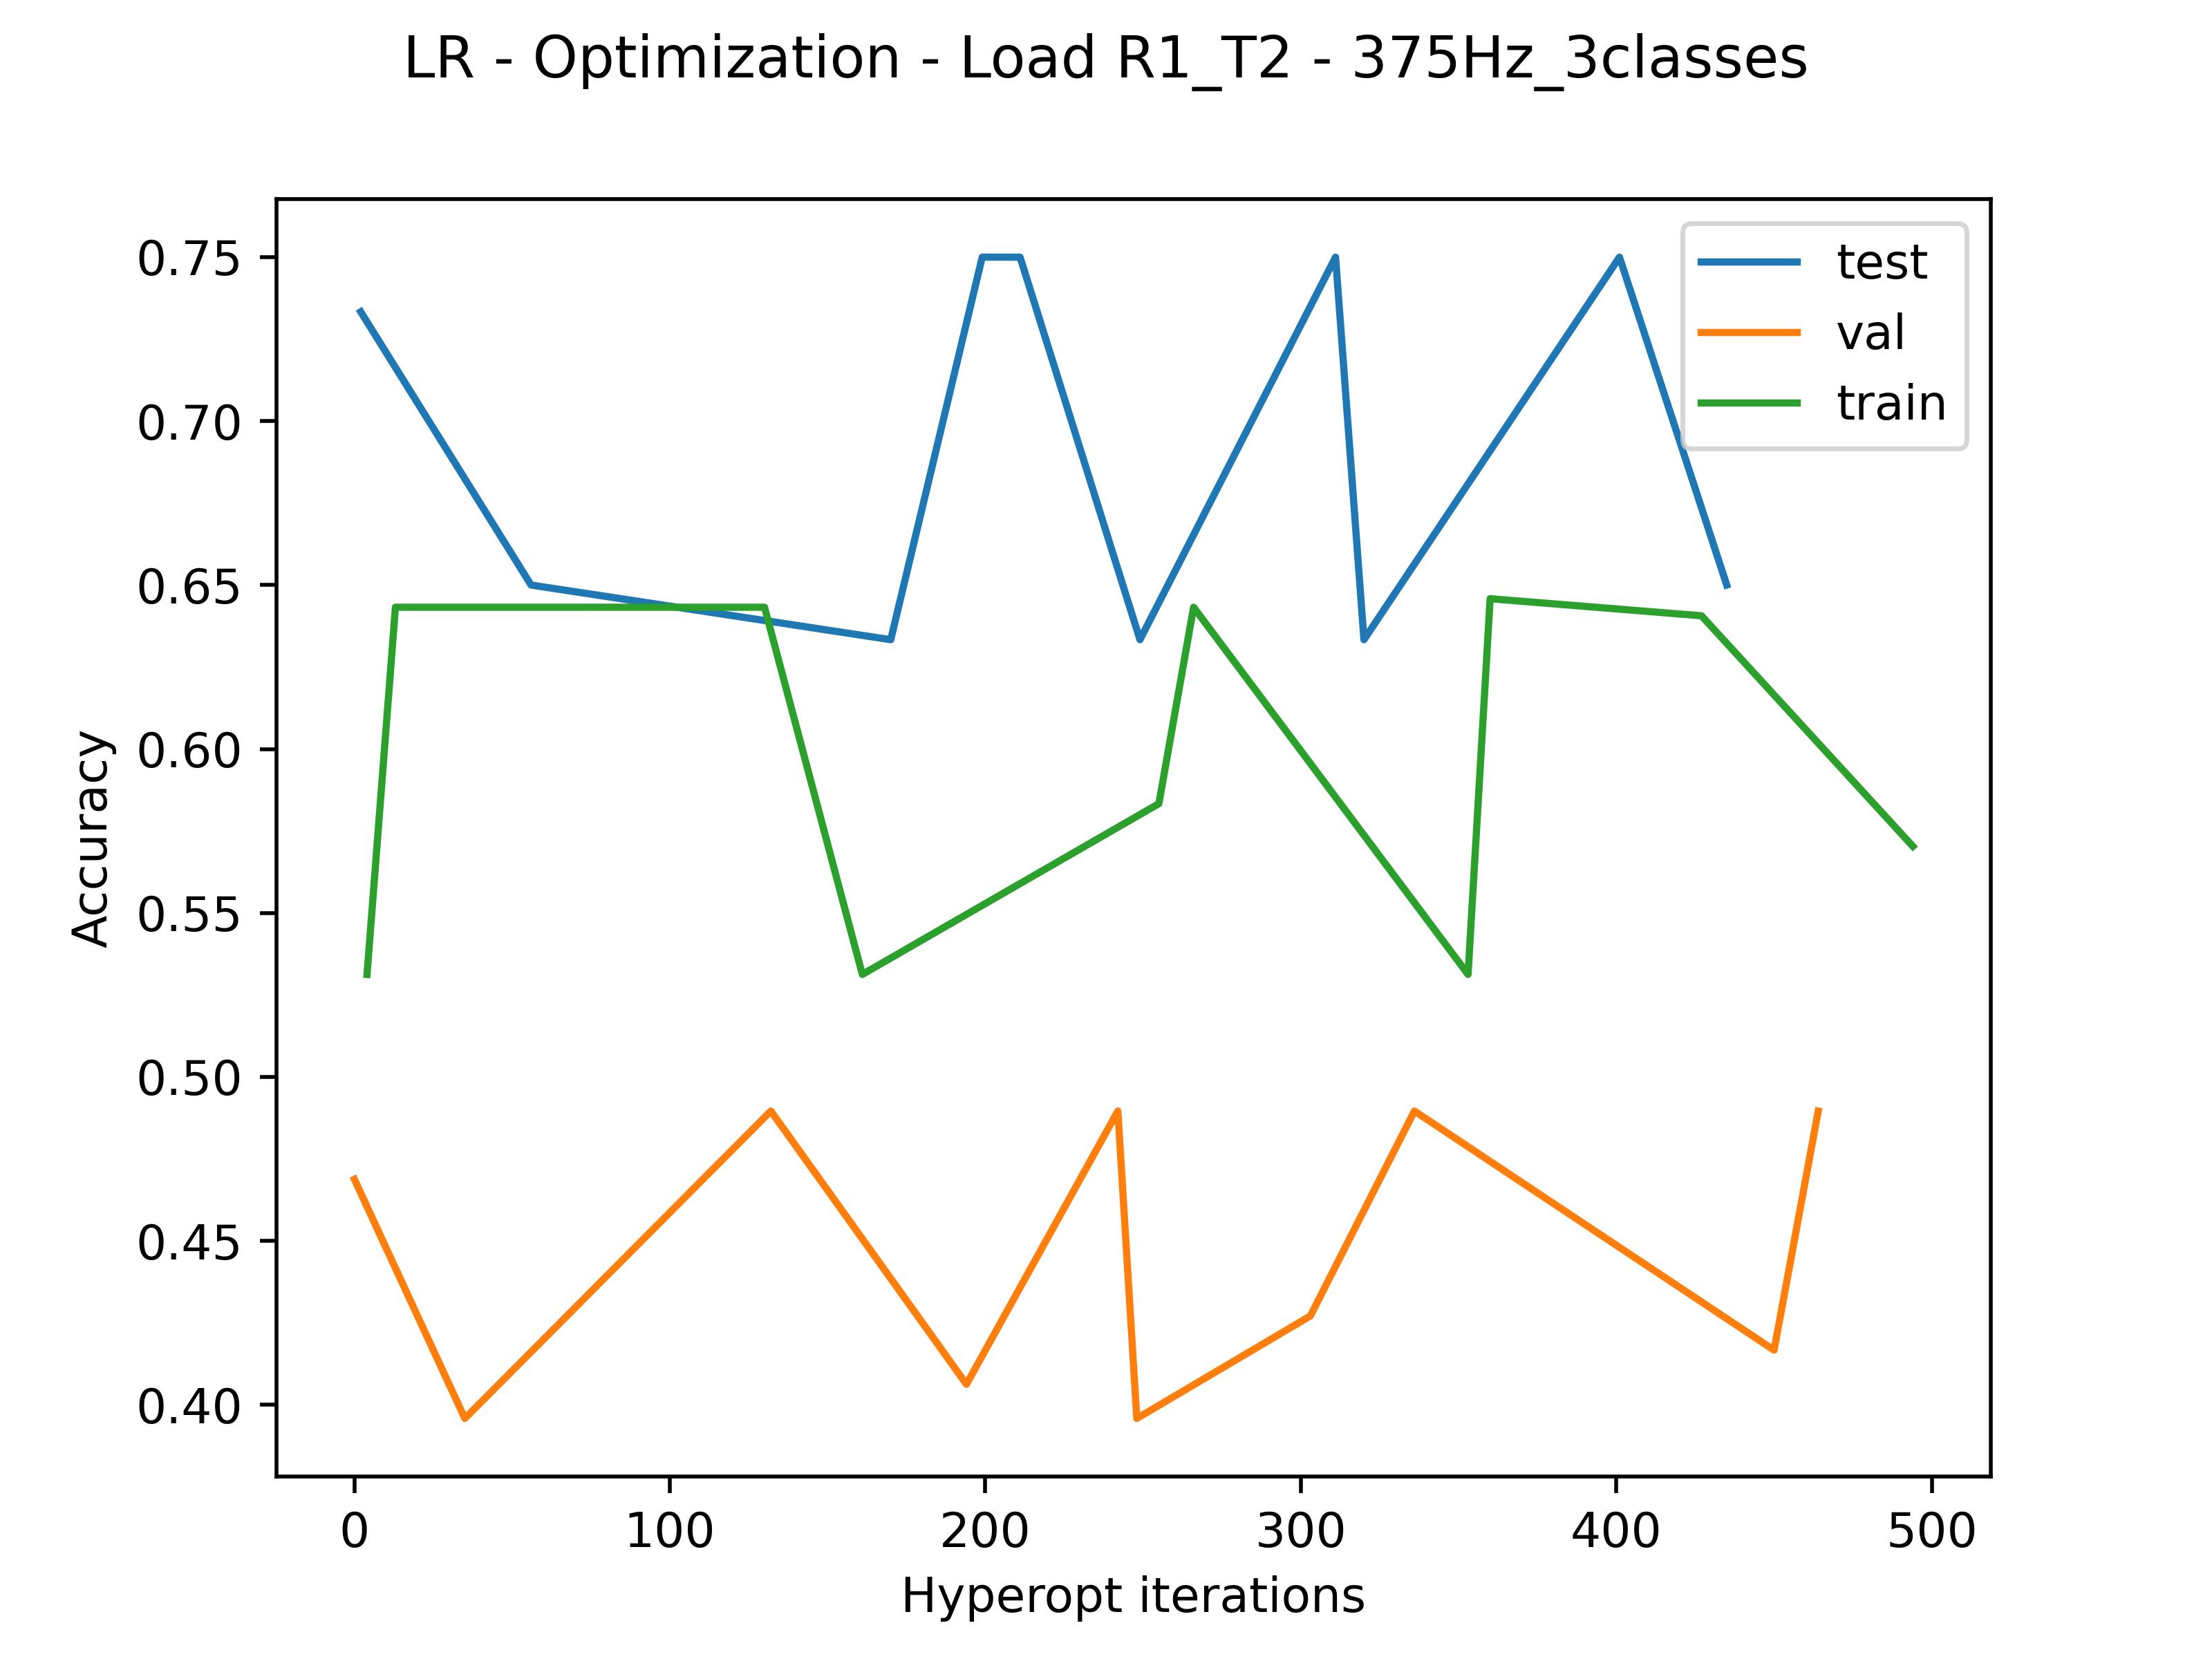 LR - Optimization - Load R1_T2 - 375Hz_3classes
test
val
train
0.75
0.70
0.65
0.60
0.55
0.50
0.45
0.40
Accuracy
0 100 200 300 400 500
Hyperopt iterations